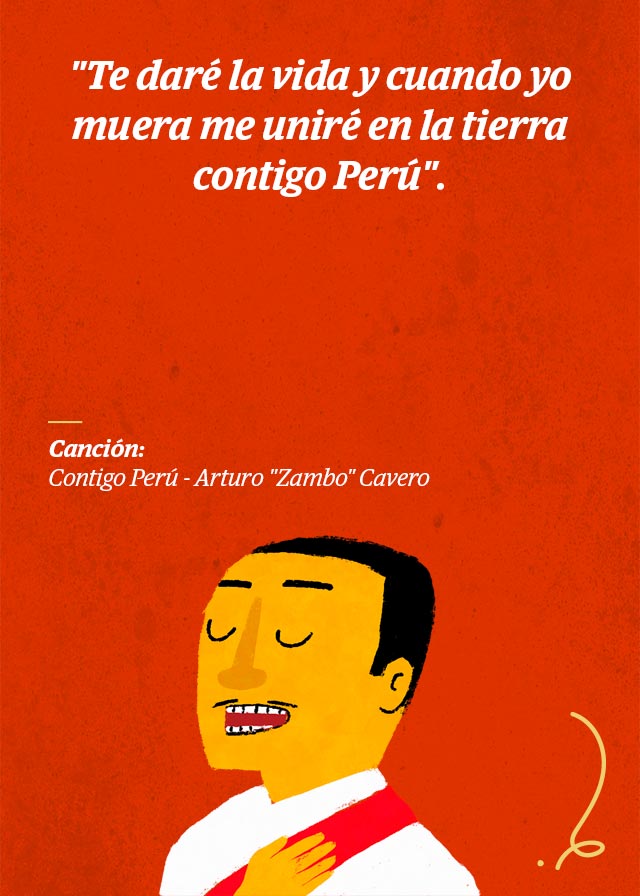 "Te daré la vida y cuando yo
muera me uniré en la tierra
contigo Perú".
Canción:
Contigo Perú - Arturo "Zambo" Cavero